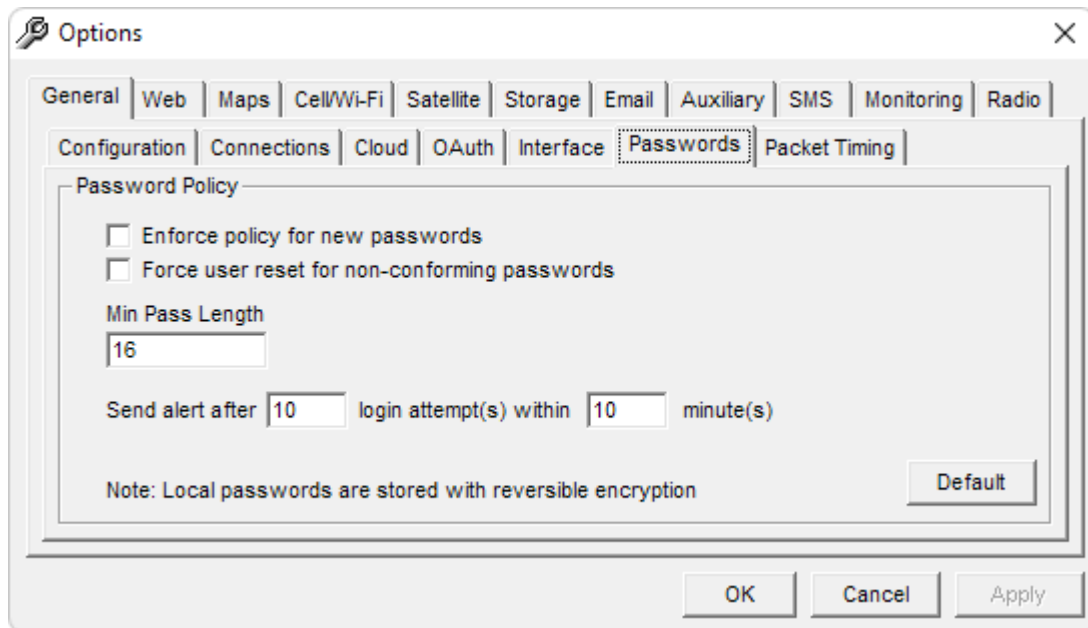 Options
General Web Maps Cell/Wi-Fi Satellite Storage Email Auxiliary SMS Monitoring Radio
Configuration Connections Cloud OAuth Interface Passwords Packet Timing
Password Policy
Enforce policy for new passwords
Force user reset for non-conforming passwords
Min Pass Length
16
Send alert after 10 login attempt(s) within 10 minute(s)
Note: Local passwords are stored with reversible encryption
Default
OK Cancel Apply